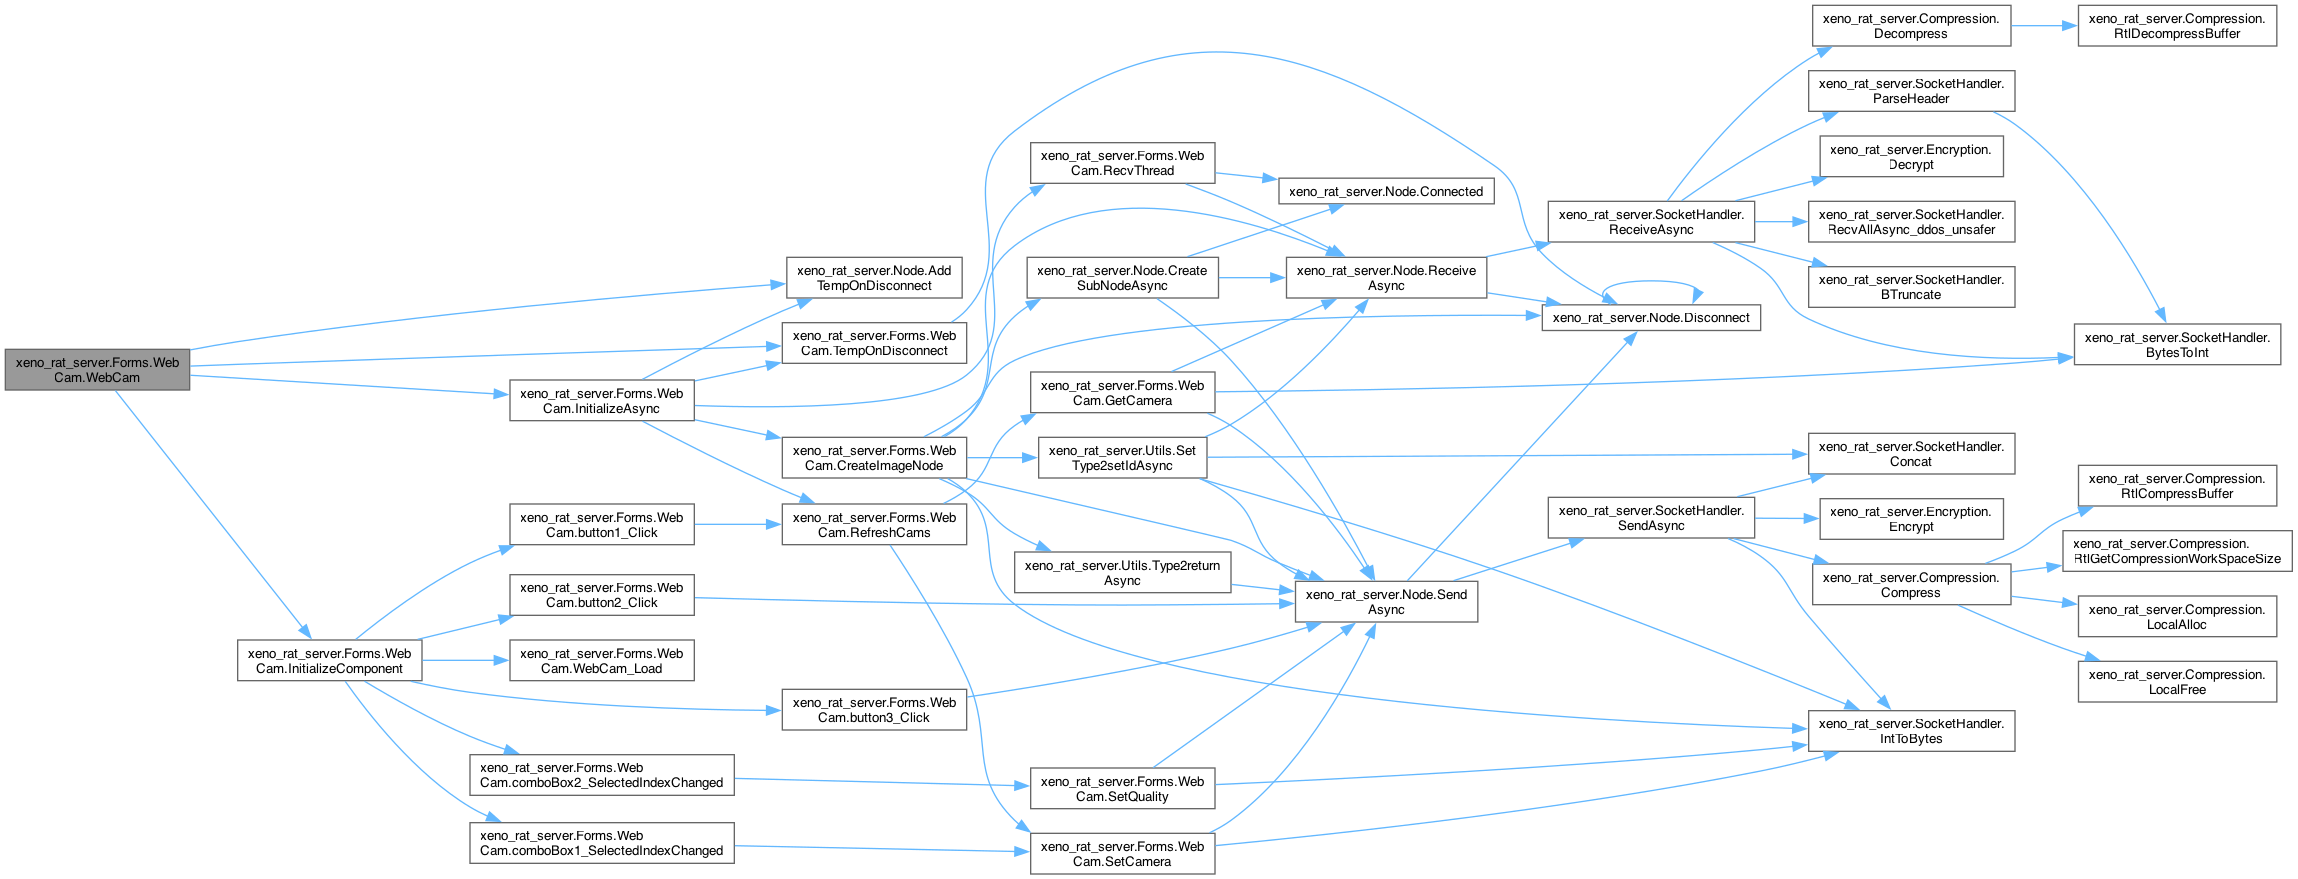 xeno_rat_server.Forms.Web
Cam.WebCam
xeno_rat_server.Node.Add
TempOnDisconnect
xeno_rat_server.Forms.Web
Cam.TempOnDisconnect
xeno_rat_server.Forms.Web
Cam.InitializeAsync
xeno_rat_server.Forms.Web
Cam.CreateImageNode
xeno_rat_server.Forms.Web
Cam.button1_Click
xeno_rat_server.Forms.Web
Cam.RefreshCams
xeno_rat_server.Forms.Web
Cam.button2_Click
xeno_rat_server.Forms.Web
Cam.InitializeComponent
xeno_rat_server.Forms.Web
Cam.WebCam_Load
xeno_rat_server.Forms.Web
Cam.button3_Click
xeno_rat_server.Forms.Web
Cam.comboBox2_SelectedIndexChanged
xeno_rat_server.Forms.Web
Cam.comboBox1_SelectedIndexChanged
xeno_rat_server.Forms.Web
Cam.RecvThread
xeno_rat_server.Node.Connected
xeno_rat_server.Node.Create
SubNodeAsync
xeno_rat_server.Node.Receive
Async
xeno_rat_server.Forms.Web
Cam.GetCamera
xeno_rat_server.Utils.Set
Type2setIdAsync
xeno_rat_server.Utils.Type2return
Async
xeno_rat_server.Node.Send
Async
xeno_rat_server.Forms.Web
Cam.SetQuality
xeno_rat_server.Forms.Web
Cam.SetCamera
xeno_rat_server.SocketHandler.
ReceiveAsync
xeno_rat_server.Node.Disconnect
xeno_rat_server.SocketHandler.
SendAsync
xeno_rat_server.Compression.
Decompress
xeno_rat_server.Compression.
RtlDecompressBuffer
xeno_rat_server.SocketHandler.
ParseHeader
xeno_rat_server.Encryption.
Decrypt
xeno_rat_server.SocketHandler.
RecvAllAsync_ddos_unsafer
xeno_rat_server.SocketHandler.
BTruncate
xeno_rat_server.SocketHandler.
BytesToInt
xeno_rat_server.SocketHandler.
Concat
xeno_rat_server.Compression.
RtlCompressBuffer
xeno_rat_server.Encryption.
Encrypt
xeno_rat_server.Compression.
RtlGetCompressionWorkSpaceSize
xeno_rat_server.Compression.
Compress
xeno_rat_server.Compression.
LocalAlloc
xeno_rat_server.Compression.
LocalFree
xeno_rat_server.SocketHandler.
IntToBytes